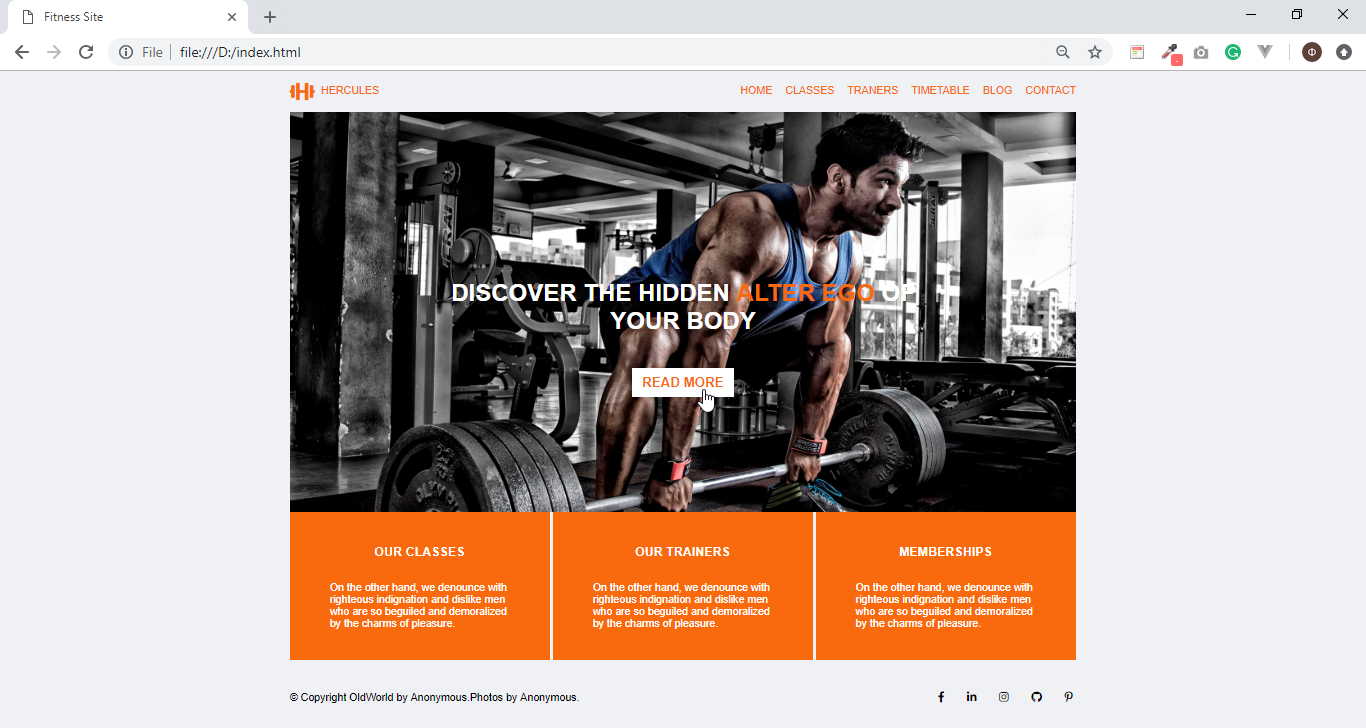 Fitness Site
File file:///D:/index.html
HERCULES
HOME CLASSES TRANERS TIMETABLE BLOG CONTACT
DISCOVER THE HIDDEN ALTER EGO OF
YOUR BODY
READ MORE
OUR CLASSES
On the other hand, we denounce with
righteous indignation and dislike men
who are so beguiled and demoralized
by the charms of pleasure.
OUR TRAINERS
On the other hand, we denounce with
righteous indignation and dislike men
who are so beguiled and demoralized
by the charms of pleasure.
MEMBERSHIPS
On the other hand, we denounce with
righteous indignation and dislike men
who are so beguiled and demoralized
by the charms of pleasure.
© Copyright OldWorld by Anonymous.Photos by Anonymous.